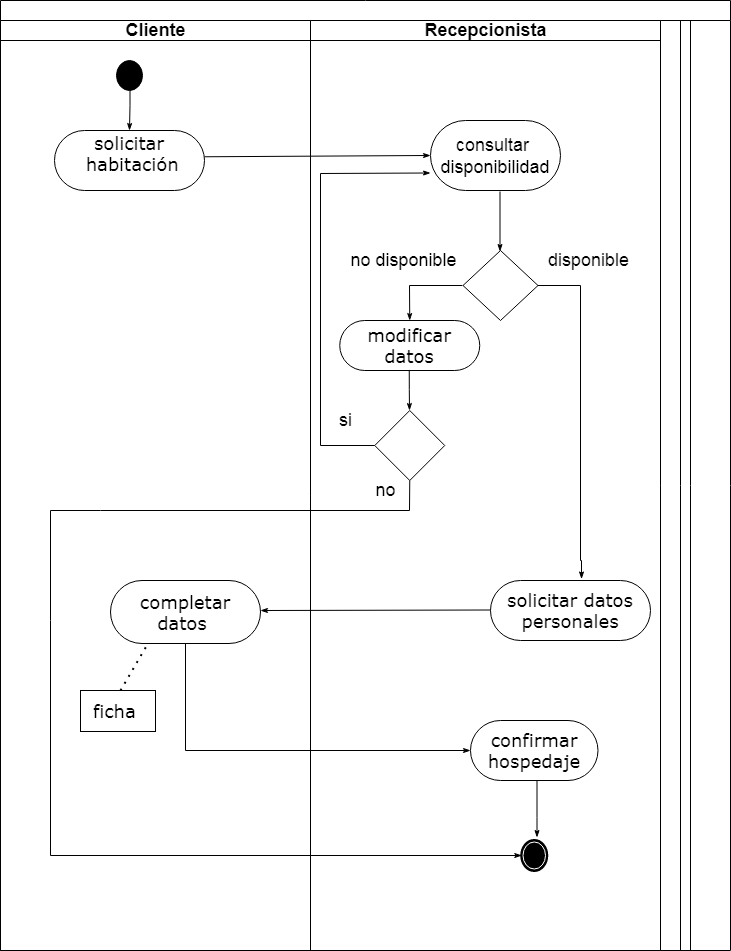 Cliente
Recepcionista
solicitar
habitación
consultar
disponibilidad
no disponible
disponible
modificar
datos
si
no
completar
datos
solicitar datos
personales
ficha
confirmar
hospedaje